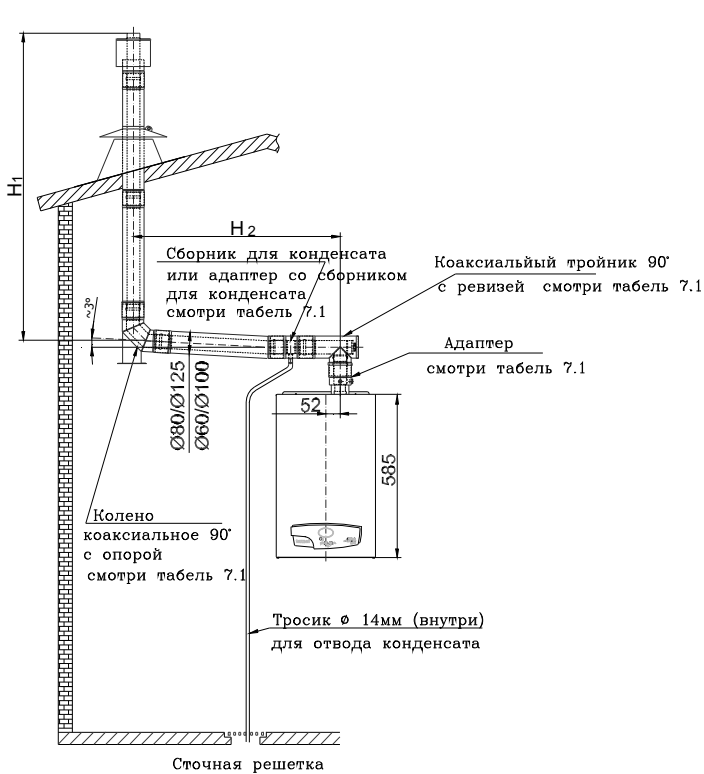 H1
H2
Сборник для конденсата
или адаптер со сборником
для конденсата
смотри табель 7.1
Коаксиальйый тройник 90°
с ревизей смотри табель 7.1
~3°
Адаптер
смотри табель 7.1
Ø80/Ø125
Ø60/Ø100
52
585
Колено
коаксиальное 90°
с опорой
смотри табель 7.1
Тросик Ø 14мм (внутри)
для отвода конденсата
Сточная решетка